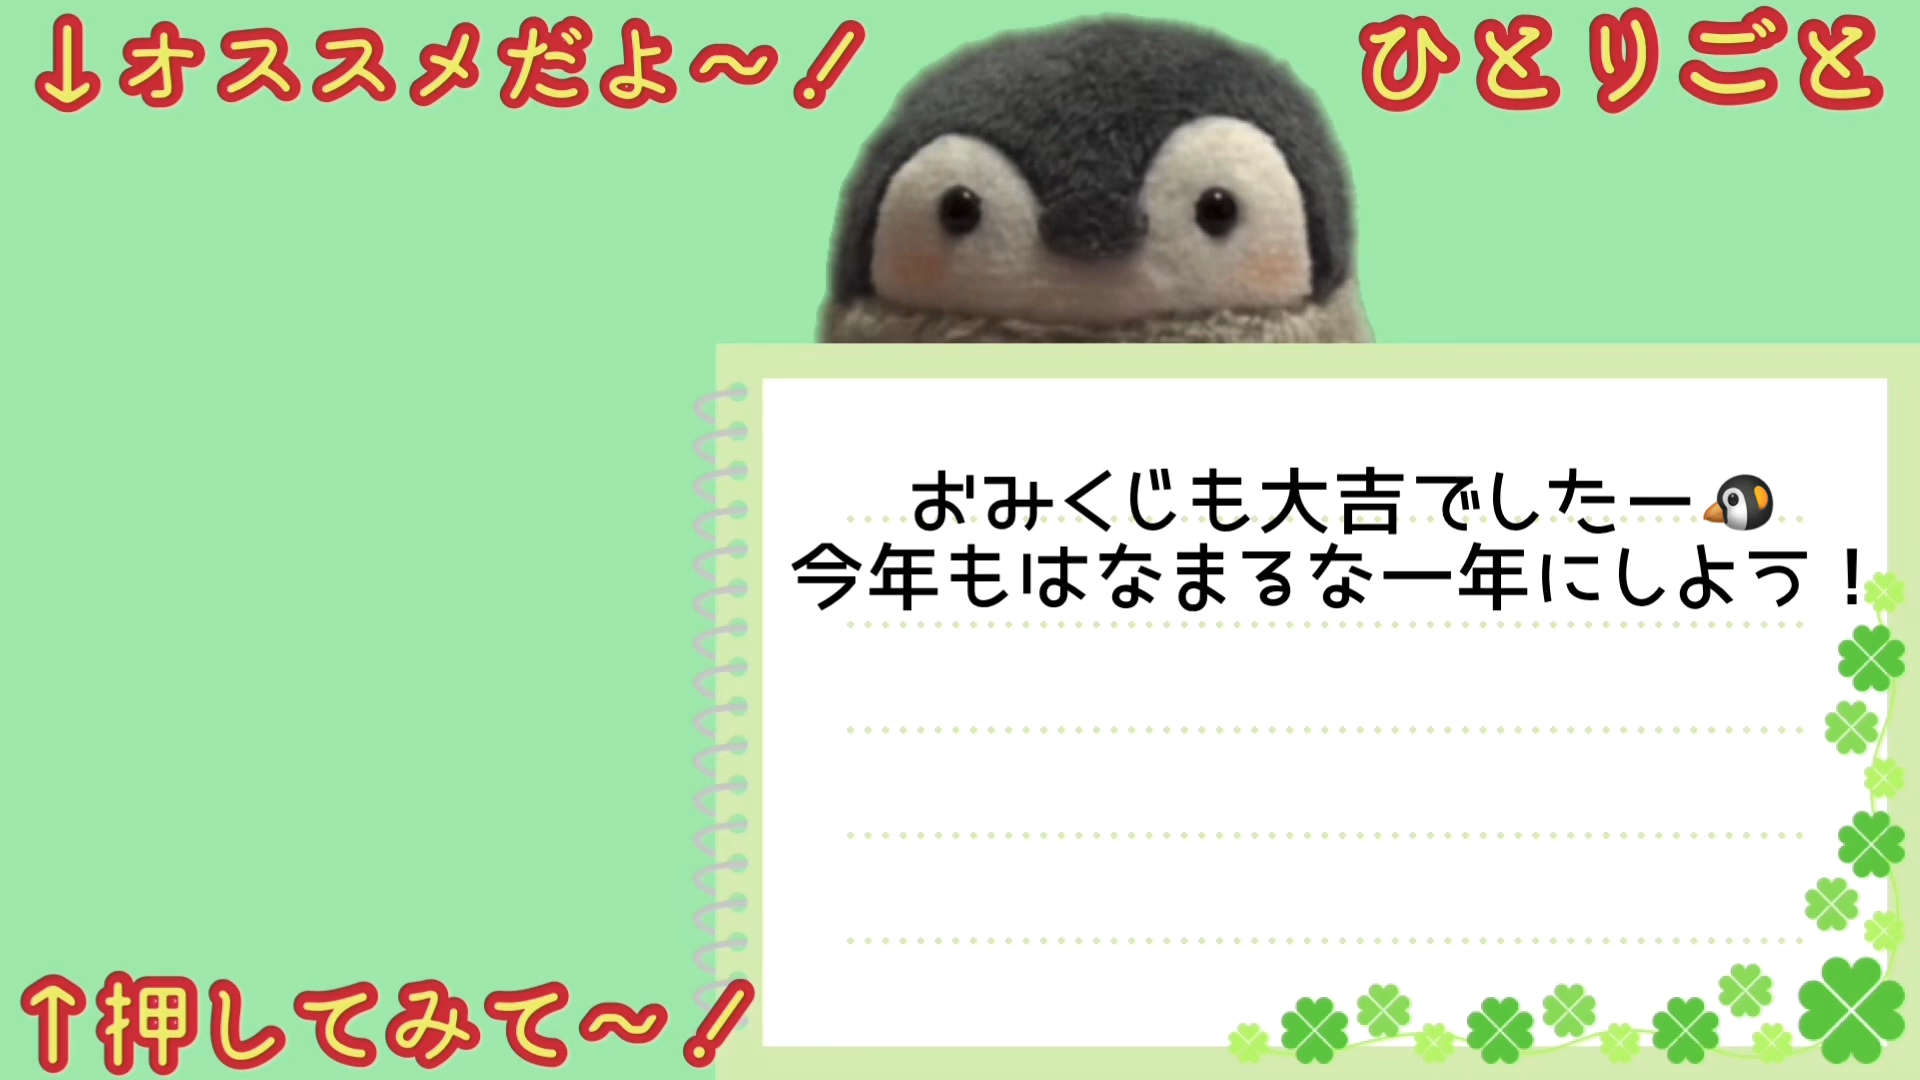 ↓オススメだよ〜！
ひとりごと
おみくじも大吉でしたー🐧
今年もはなまるな一年にしよう！
↑押してみて〜！